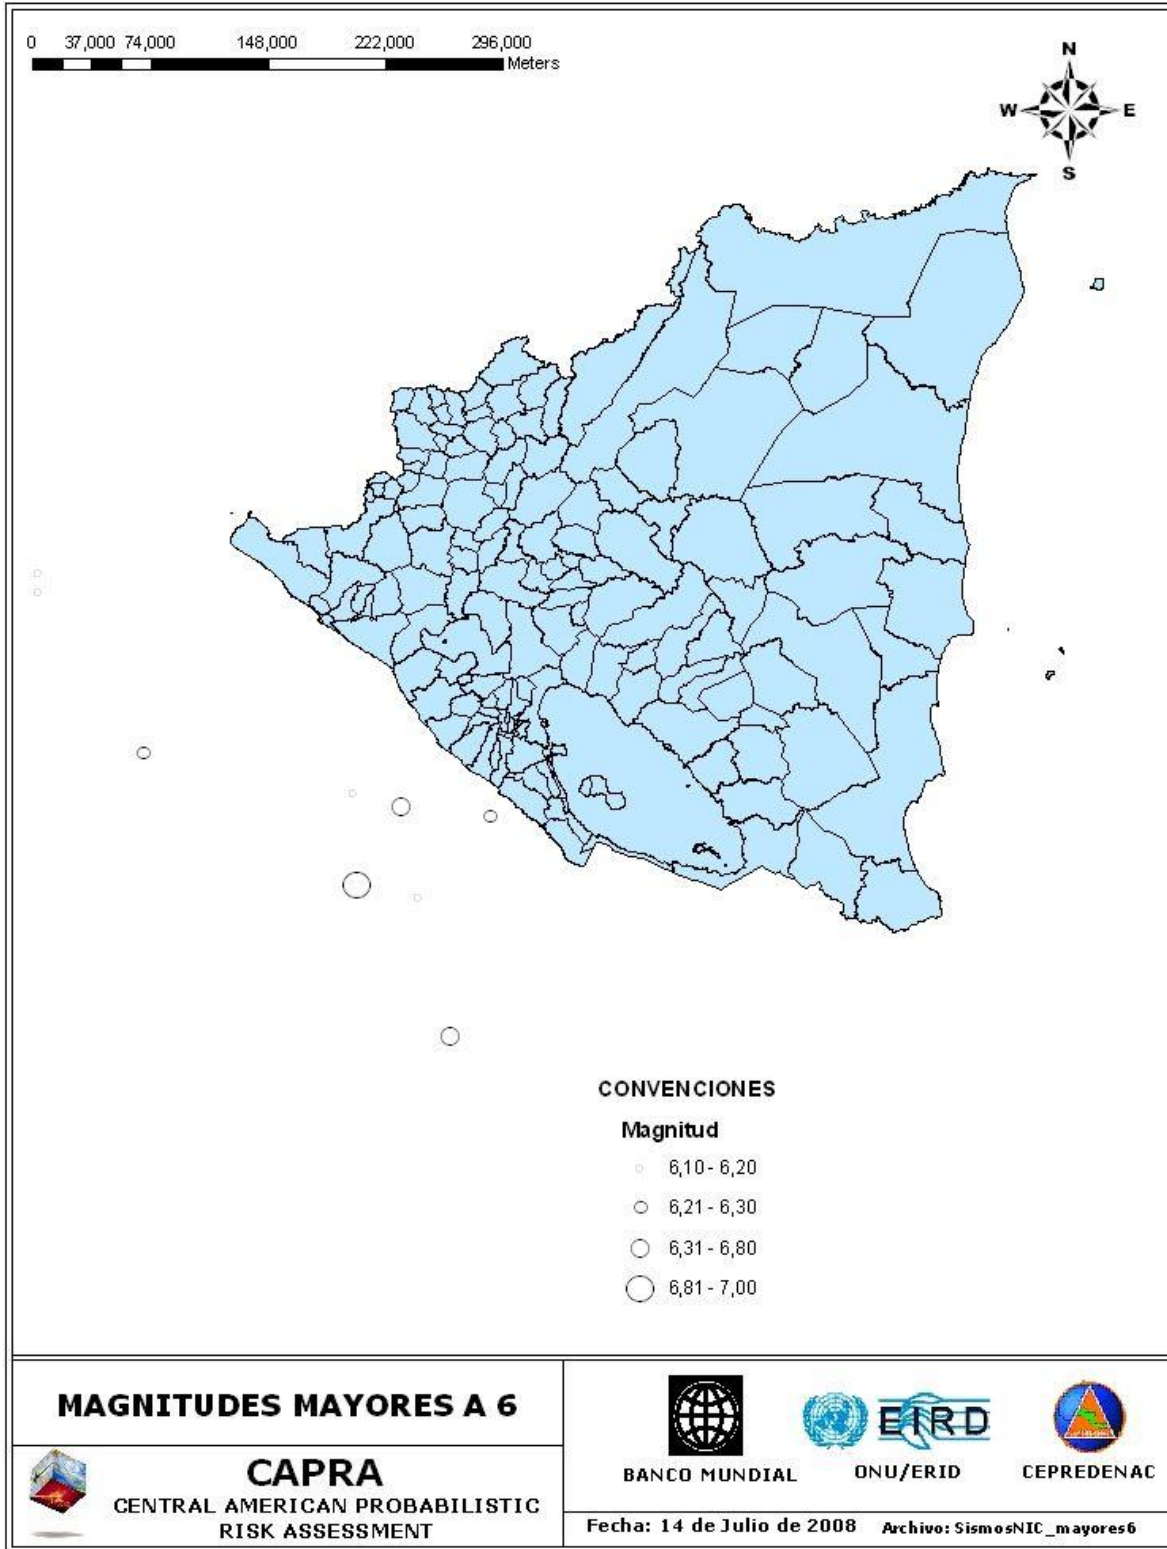 0 37,000 74,000 148,000 222,000 296,000
Meters
N
W E
S
CONVENCIONES
Magnitud
6,10 - 6,20
6,21 - 6,30
6,31 - 6,80
6,81 - 7,00
MAGNITUDES MAYORES A 6
CAPRA
CENTRAL AMERICAN PROBABILISTIC
RISK ASSESSMENT
EIRD
BANCO MUNDIAL ONU/ERID CEPREDENAC
Fecha: 14 de Julio de 2008 Archivo: SismosNIC_mayores6